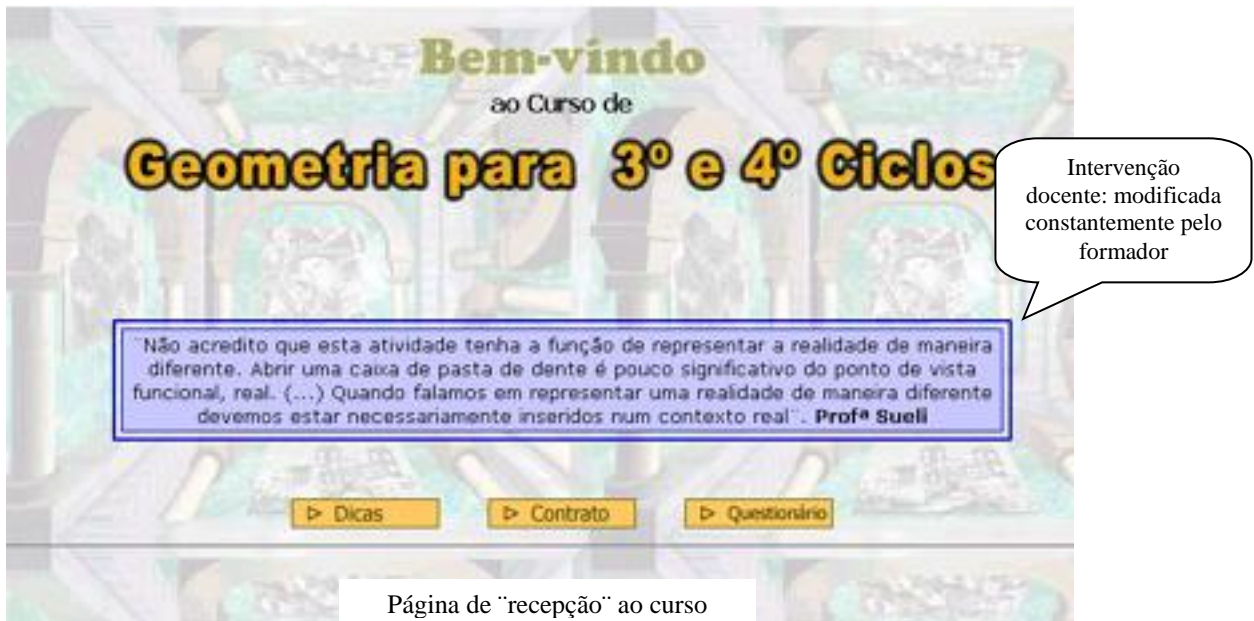 Bem-vindo
ao Curso de
Geometria para 3º e 4º Ciclos
Intervenção
docente: modificada
constantemente pelo
formador
¨Não acredito que esta atividade tenha a função de representar a realidade de maneira
diferente. Abrir uma caixa de pasta de dente é pouco significativo do ponto de vista
funcional, real. (...) Quando falamos em representar uma realidade de maneira diferente
devemos estar necessariamente inseridos num contexto real¨. Profª Sueli
▷ Dicas
▷ Contrato
▷ Questionário
Página de ¨recepção¨ ao curso